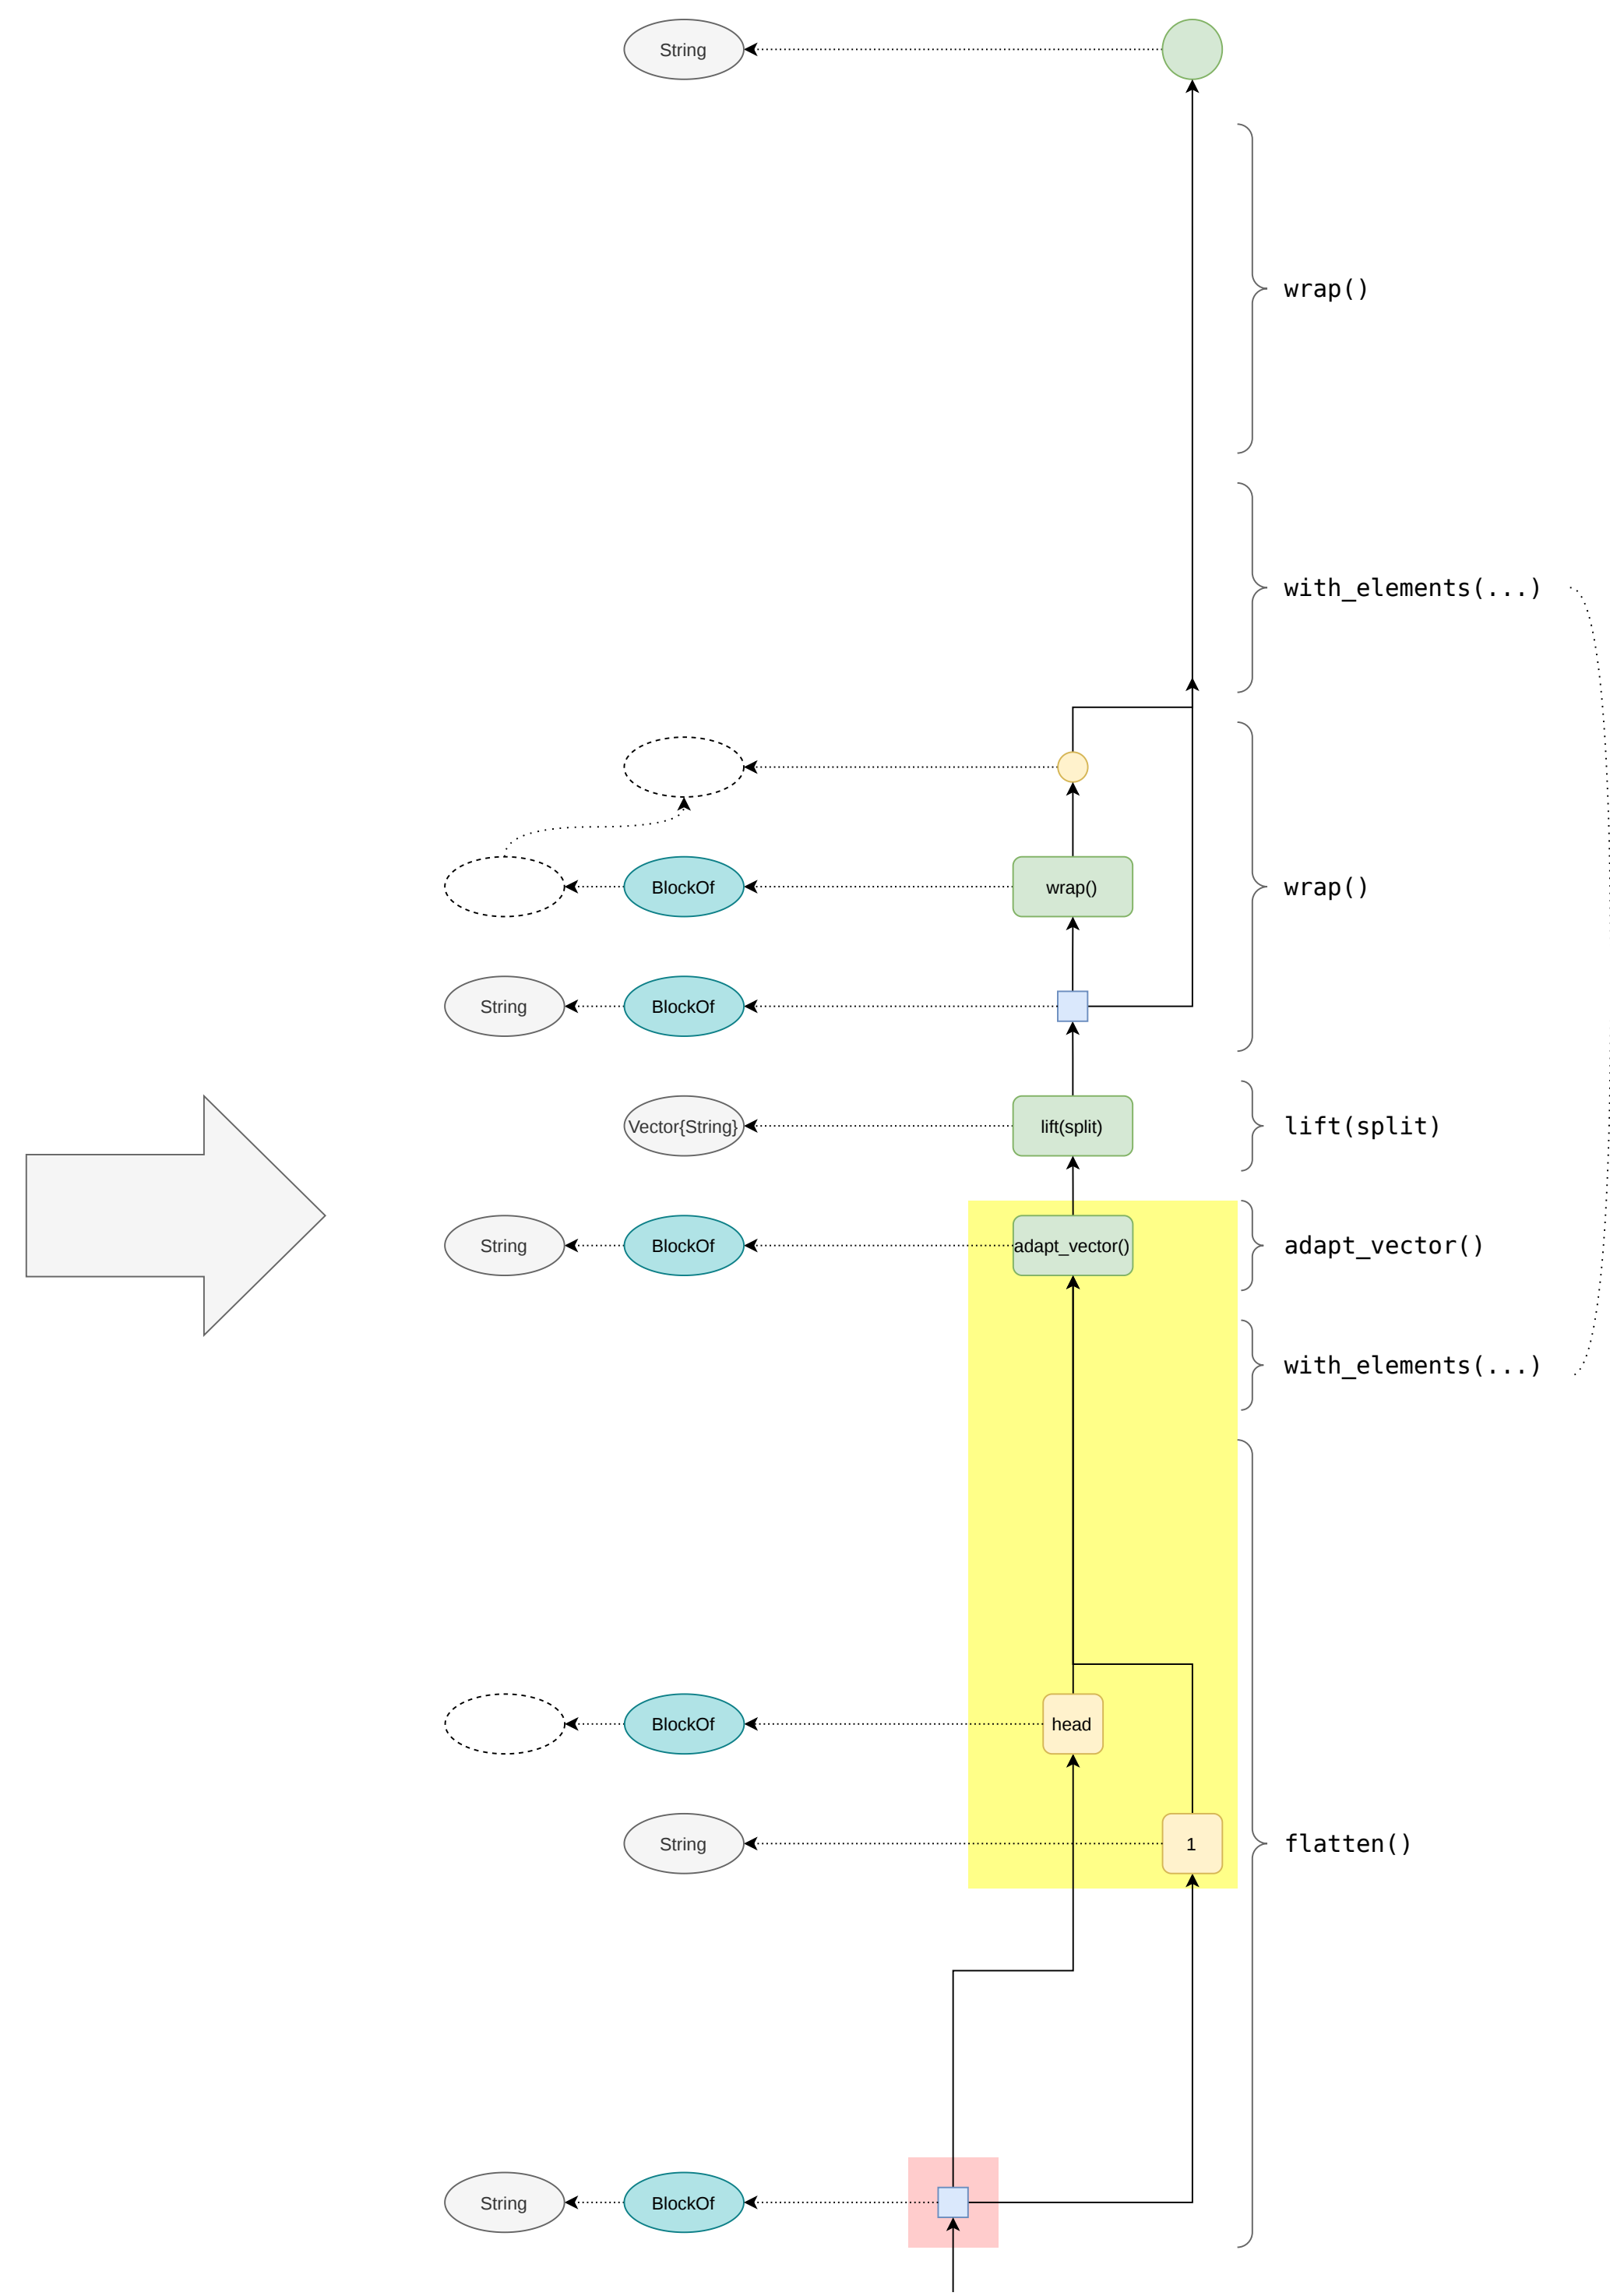 String
wrap()
with_elements(...)
BlockOf
wrap()
wrap()
String
BlockOf
Vector{String}
lift(split)
lift(split)
String
BlockOf
adapt_vector()
adapt_vector()
with_elements(...)
BlockOf
head
String
1
flatten()
String
BlockOf